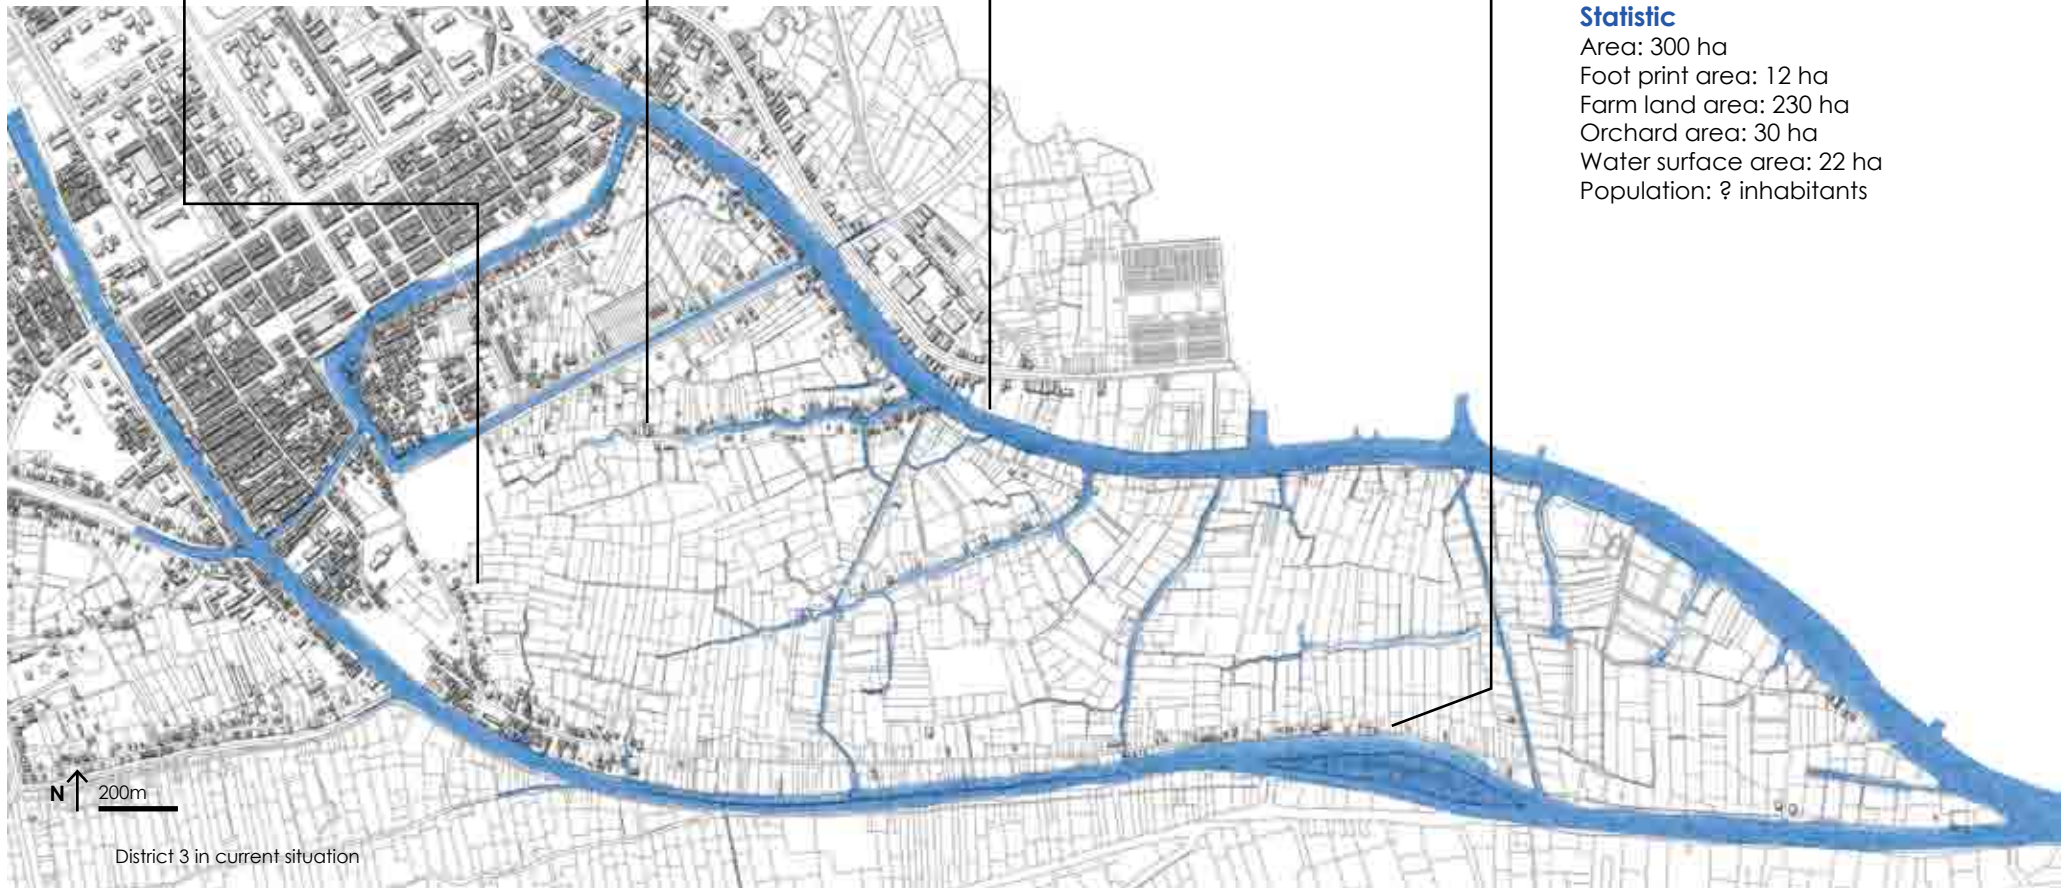 Statistic
Area: 300 ha
Foot print area: 12 ha
Farm land area: 230 ha
Orchard area: 30 ha
Water surface area: 22 ha
Population: ? inhabitants
N
200m
District 3 in current situation